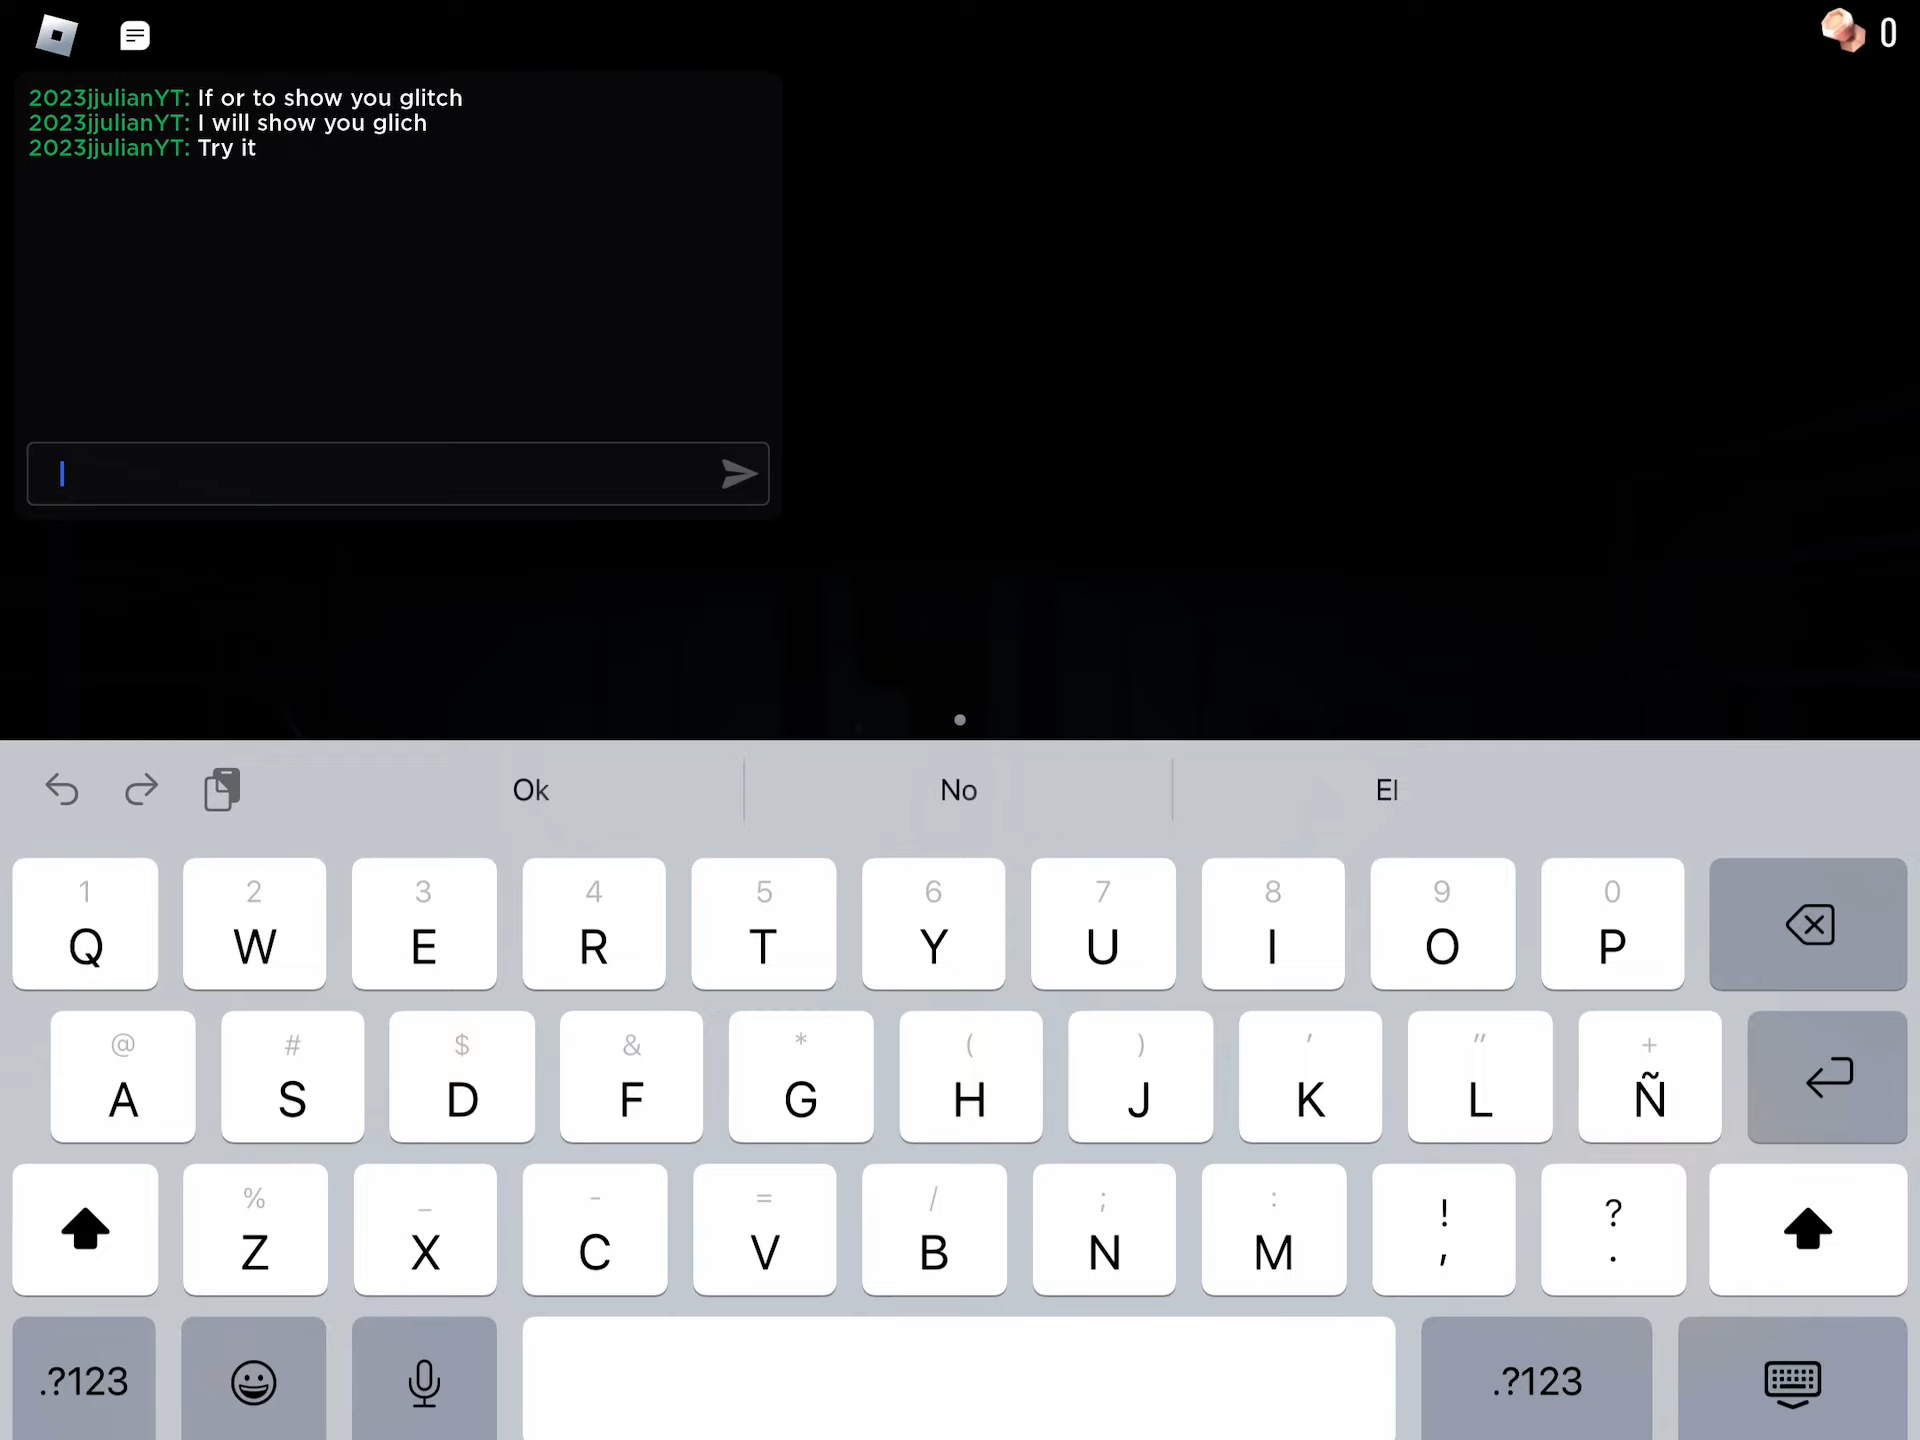 0
2023jjulianYT: If or to show you glitch
2023jjulianYT: I will show you glich
2023jjulianYT: Try it
Ok No El
1 2 3 4 5 6 7 8 9 0
Q W E R T Y U I O P
@ # $ & * ( ) ' " +
A S D F G H J K L Ñ
% _ - = / ; : ! ?
Z X C V B N M , .
.?123 .?123